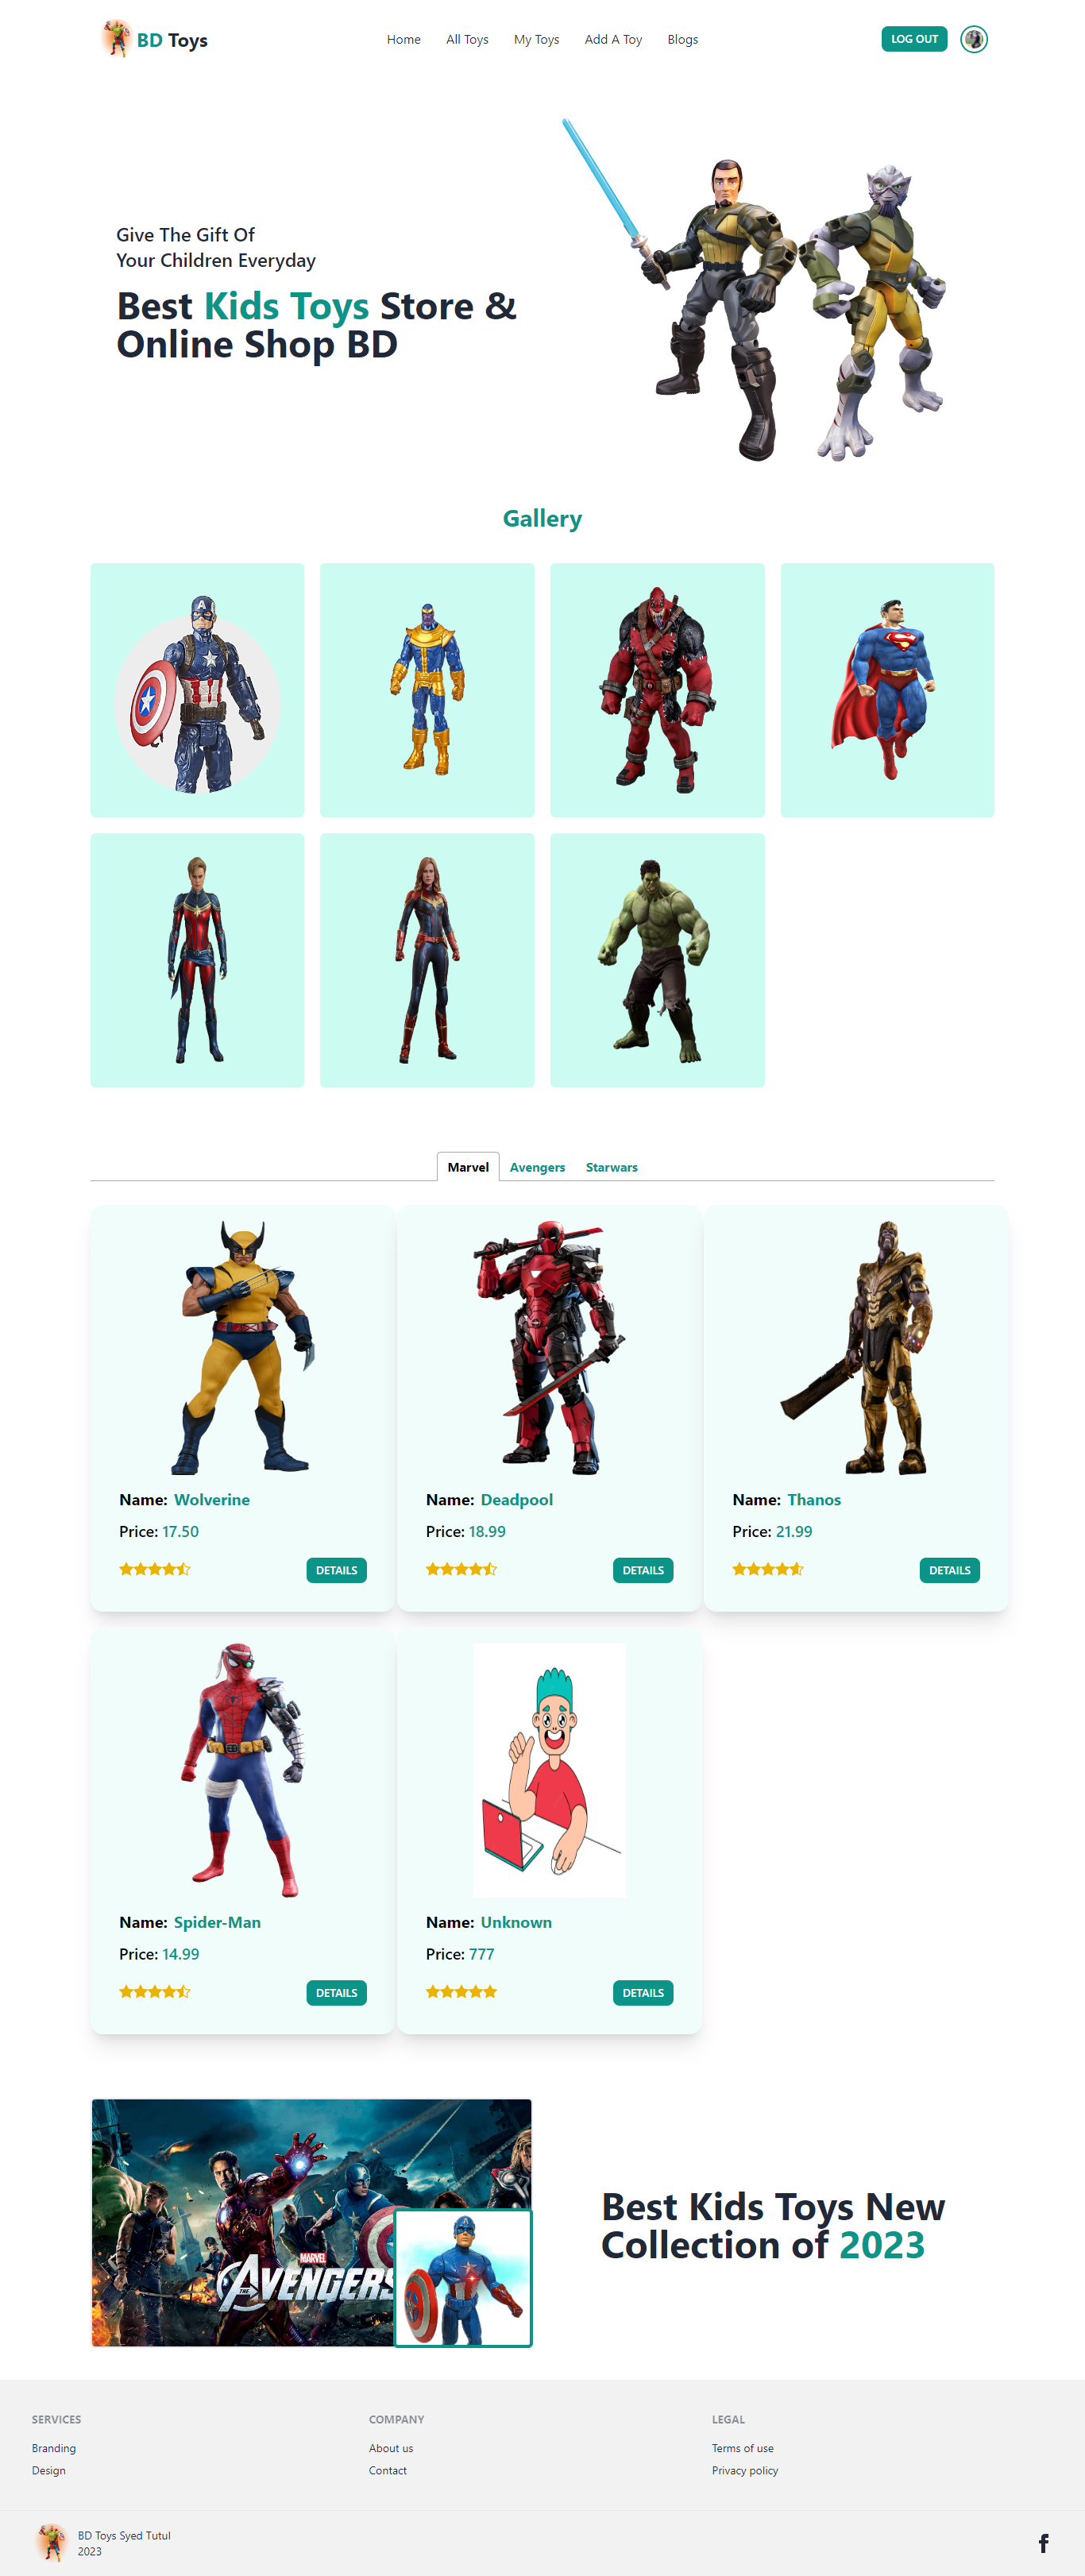 BD Toys
Home
All Toys
My Toys
Add A Toy
Blogs
LOG OUT
Give The Gift Of
Your Children Everyday
Best Kids Toys Store &
Online Shop BD
Gallery
Marvel
Avengers
Starwars
Name: Wolverine
Price: 17.50
DETAILS
Name: Deadpool
Price: 18.99
DETAILS
Name: Thanos
Price: 21.99
DETAILS
Name: Spider-Man
Price: 14.99
DETAILS
Name: Unknown
Price: 777
DETAILS
MARVEL
THE AVENGERS
Best Kids Toys New
Collection of 2023
SERVICES
Branding
Design
COMPANY
About us
Contact
LEGAL
Terms of use
Privacy policy
BD Toys Syed Tutul
2023